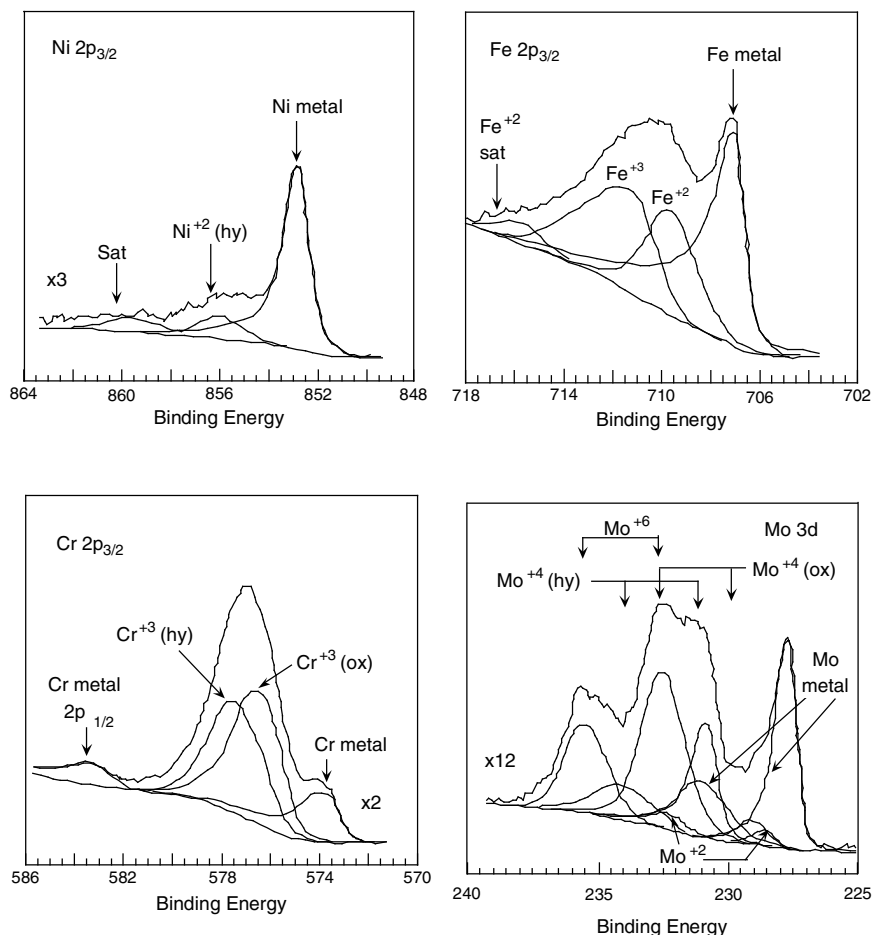 Ni 2p3/2
Ni metal
Ni+2 (hy)
Sat
x3
864 860 856 852 848
Binding Energy
Fe 2p3/2
Fe metal
Fe+2
sat
Fe+3
Fe+2
718 714 710 706 702
Binding Energy
Cr 2p3/2
Cr+3 (hy)
Cr+3 (ox)
Cr metal
2p 1/2
Cr metal
x2
586 582 578 574 570
Binding Energy
Mo+6
Mo 3d
Mo+4 (hy)
Mo+4 (ox)
Mo
metal
x12
Mo+2
240 235 230 225
Binding Energy